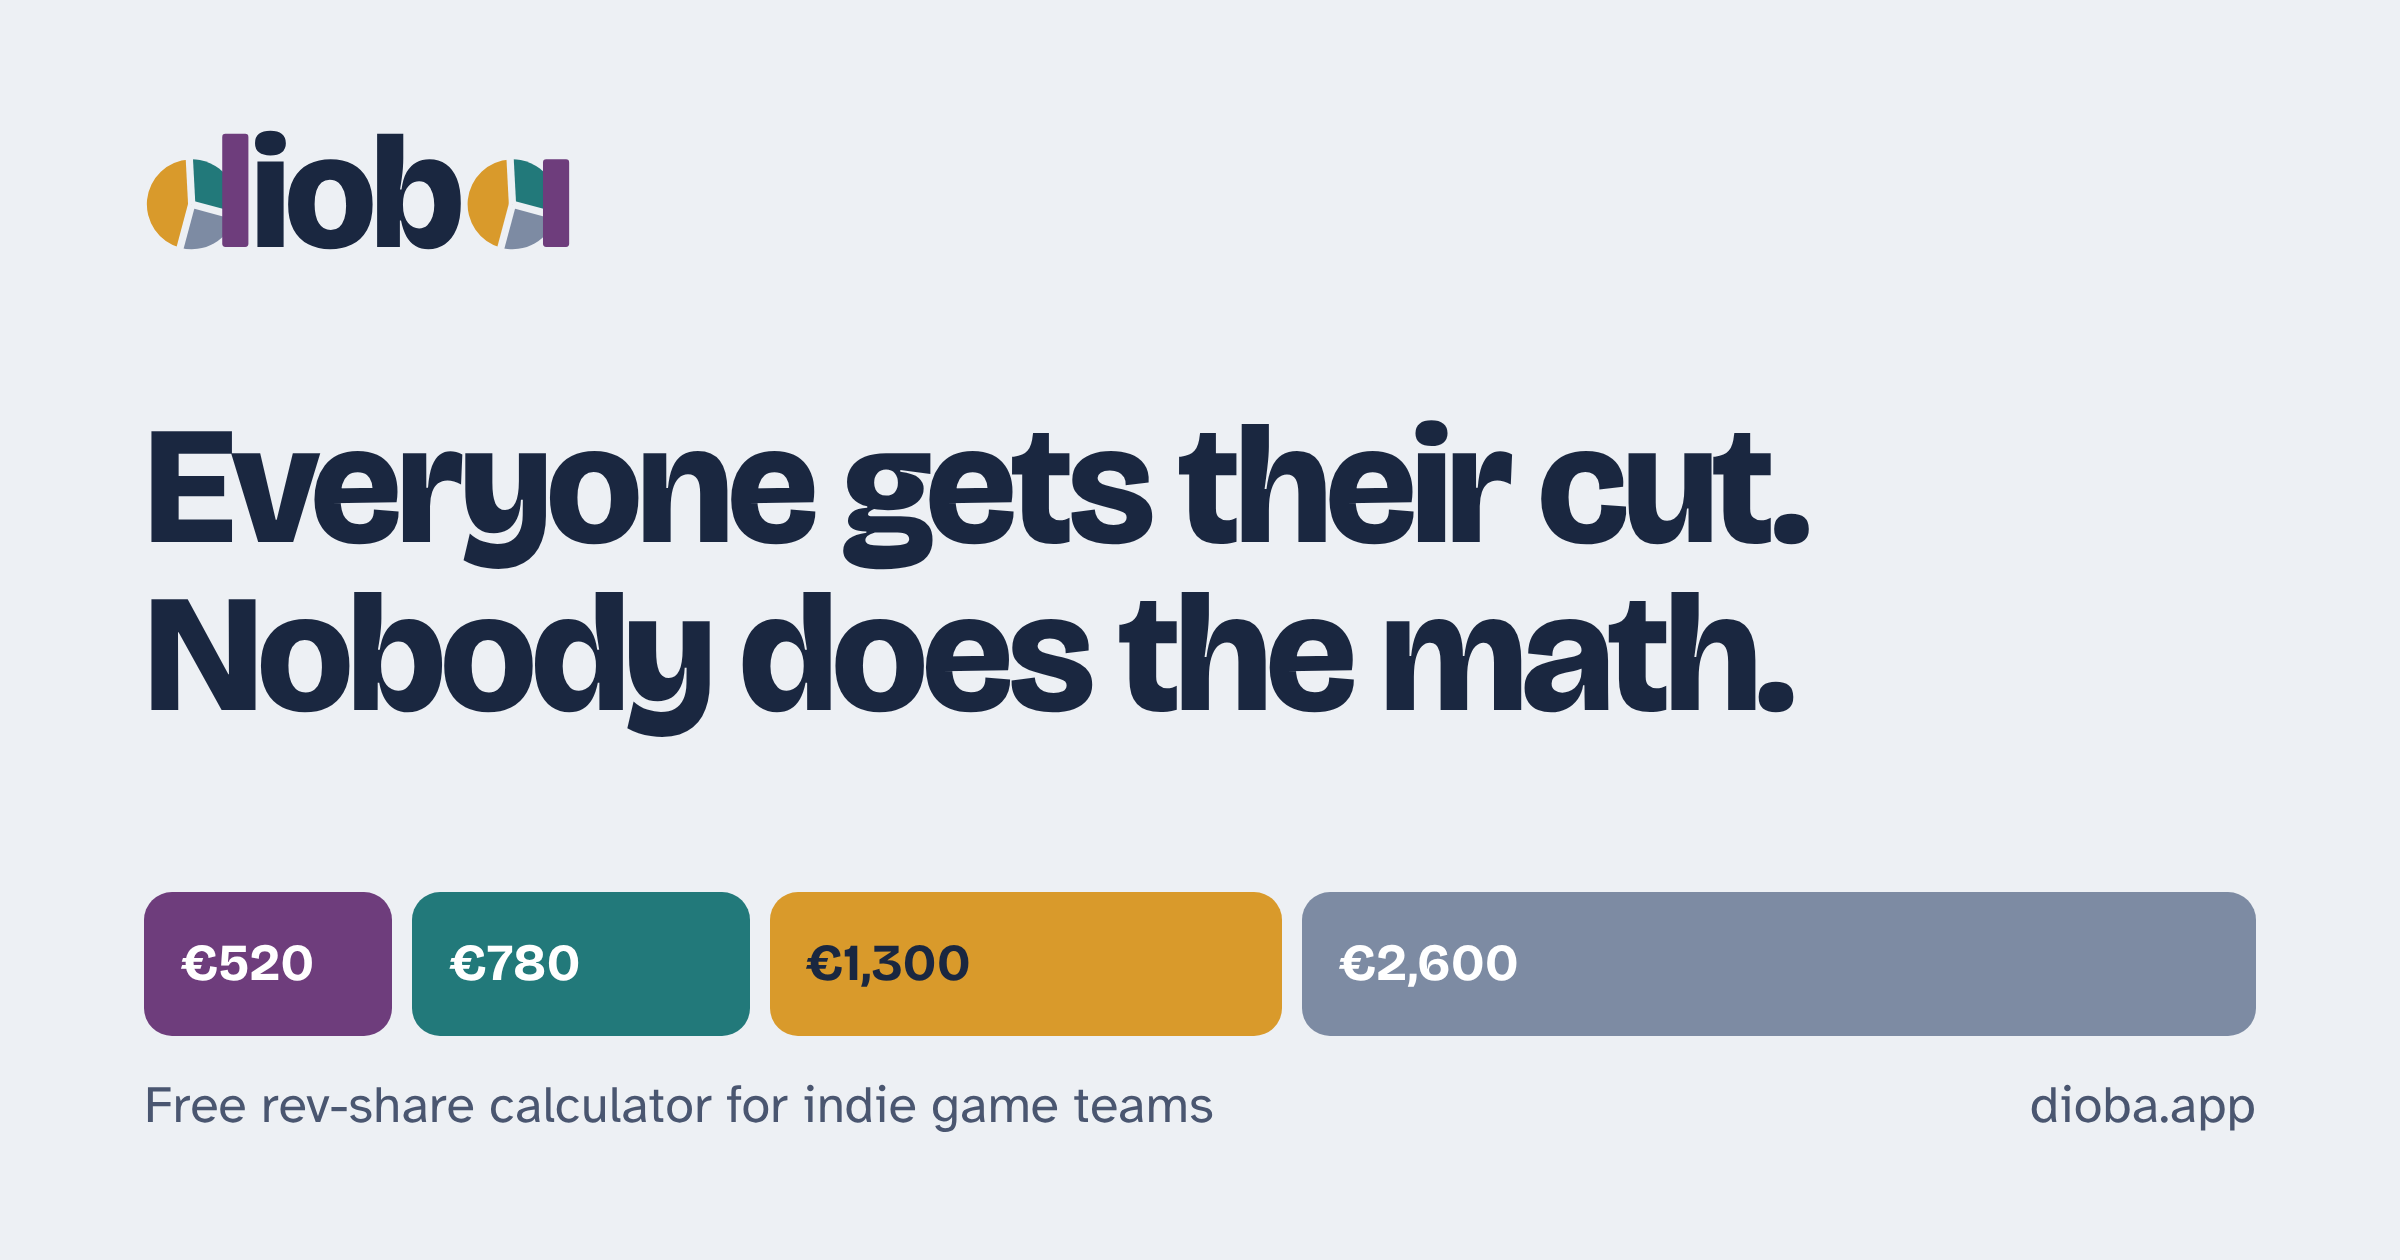 dioba
Everyone gets their cut.
Nobody does the math.
€520
€780
€1,300
€2,600
Free rev-share calculator for indie game teams
dioba.app